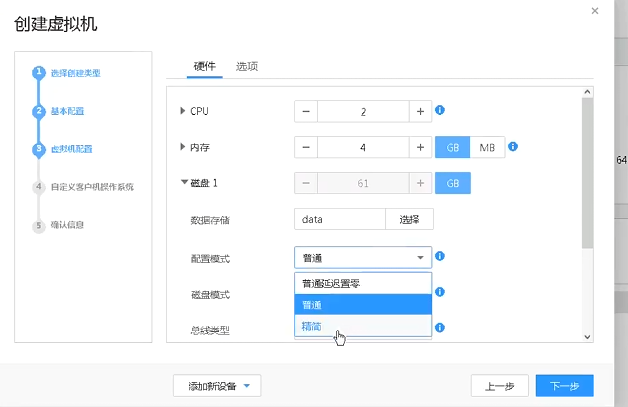 创建虚拟机
1 选择创建类型
2 基本配置
3 虚拟机配置
4 自定义客户机操作系统
5 确认信息
硬件 选项
CPU − 2 +
内存 − 4 + GB MB
磁盘 1 − 61 + GB
数据存储 data 选择
配置模式 普通
普通延迟置零
磁盘模式
普通
总线类型 精简
64
添加新设备 上一步 下一步